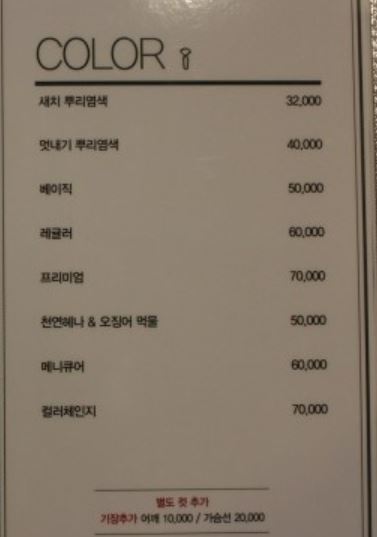 COLOR
새치 뿌리염색 32,000
멋내기 뿌리염색 40,000
베이직 50,000
레귤러 60,000
프리미엄 70,000
천연헤나 & 오징어 먹물 50,000
메니큐어 60,000
컬러체인지 70,000
별도 컷 추가
기장추가 어깨 10,000 / 가슴선 20,000